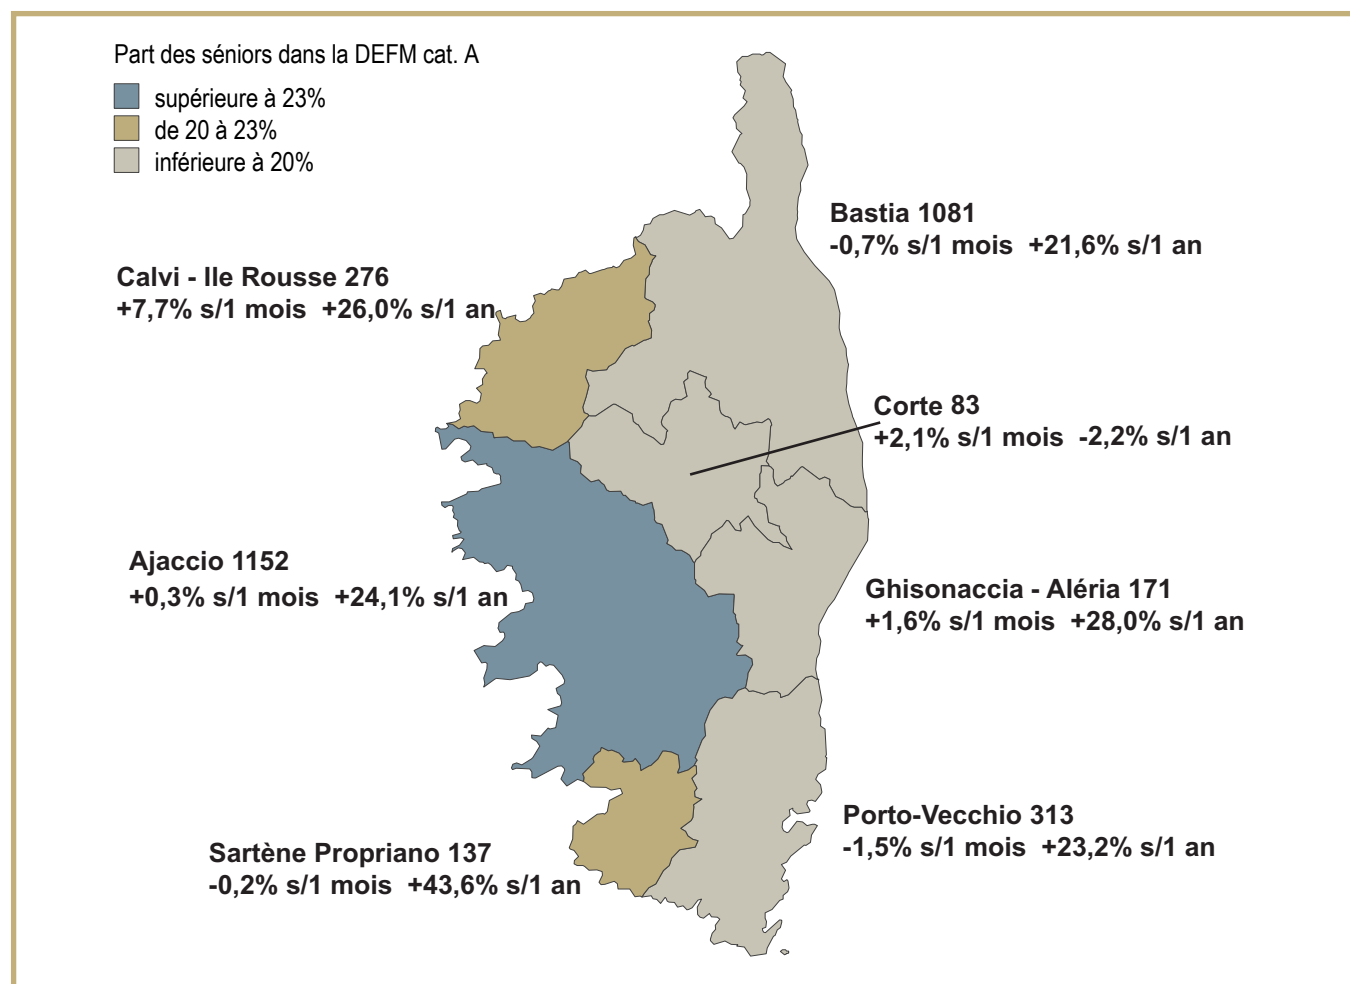 Part des séniors dans la DEFM cat. A
supérieure à 23%
de 20 à 23%
inférieure à 20%
Bastia 1081
-0,7% s/1 mois +21,6% s/1 an
Calvi - Ile Rousse 276
+7,7% s/1 mois +26,0% s/1 an
Corte 83
+2,1% s/1 mois -2,2% s/1 an
Ajaccio 1152
+0,3% s/1 mois +24,1% s/1 an
Ghisonaccia - Aléria 171
+1,6% s/1 mois +28,0% s/1 an
Porto-Vecchio 313
-1,5% s/1 mois +23,2% s/1 an
Sartène Propriano 137
-0,2% s/1 mois +43,6% s/1 an